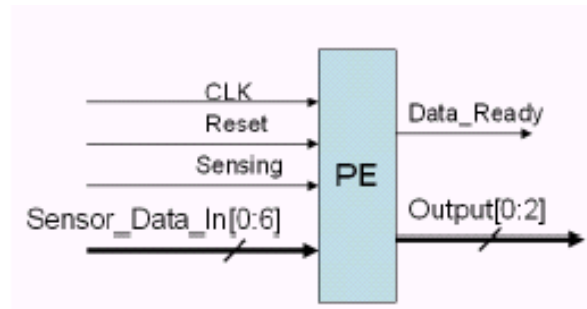 CLK
Reset
Sensing
Sensor_Data_In[0:6]
PE
Data_Ready
Output[0:2]